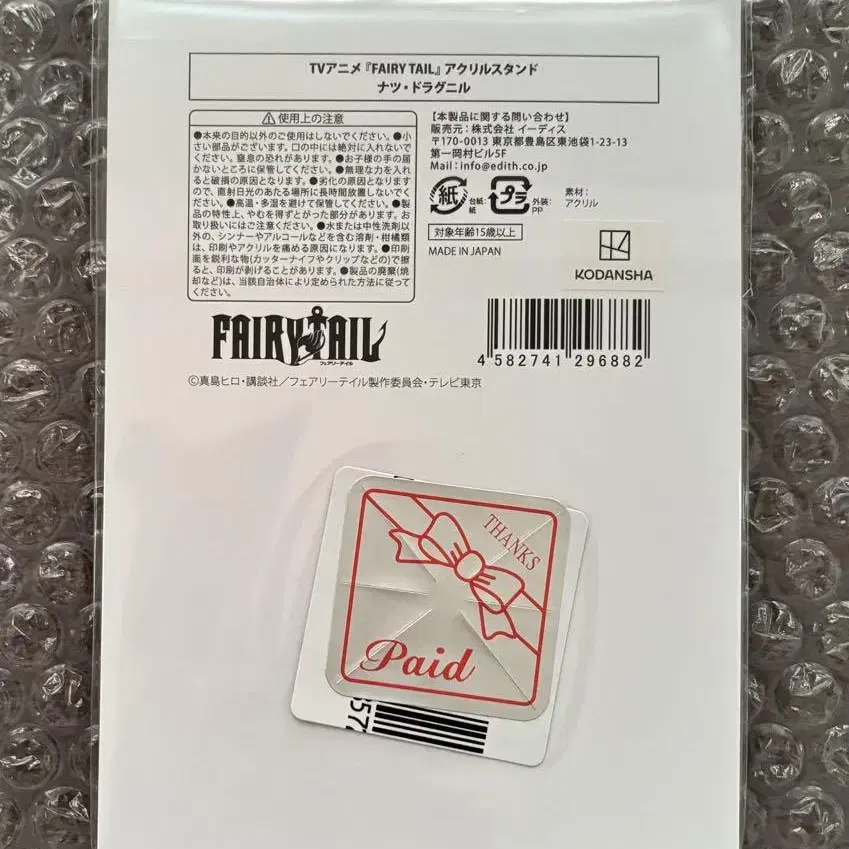 TVアニメ『FAIRY TAIL』アクリルスタンド
ナツ・ドラグニル
使用上の注意
●本来の目的以外のご使用はしないでください。●小
さい部品がございます。口の中には絶対に入れないで
ください。窒息の恐れがあります。●お子様の手の届
かないところに保管してください。●無理な力を入れ
ると破損の原因となります。●劣化の原因となります
ので、直射日光のあたる場所に長時間放置しないでく
ださい。●高温・多湿を避けて保管してください。●製
品の特性上、やむを得ずとがった部分があります。お
取り扱いにはご注意ください。●水または中性洗剤以
外の、シンナーやアルコールなどを含む溶剤・柑橘類
は、印刷やアクリルを痛める原因になります。●印刷
面を鋭利な物(カッターナイフやクリップなどの)で擦
ると、印刷が剥げることがあります。●製品の廃棄(焼
却など)は、当該自治体により定められた方法に従って
ください。
【本製品に関する問い合わせ】
販売元:株式会社 イーディス
〒170-0013 東京都豊島区東池袋1-23-13
第一岡村ビル5F
Mail:info@edith.co.jp
紙 台紙:紙 プラ 外装:PP 素材:アクリル
対象年齢15歳以上
MADE IN JAPAN
KODANSHA
4 582741 296882
FAIRY TAIL
フェアリーテイル
©真島ヒロ・講談社/フェアリーテイル製作委員会・テレビ東京
THANKS
Paid